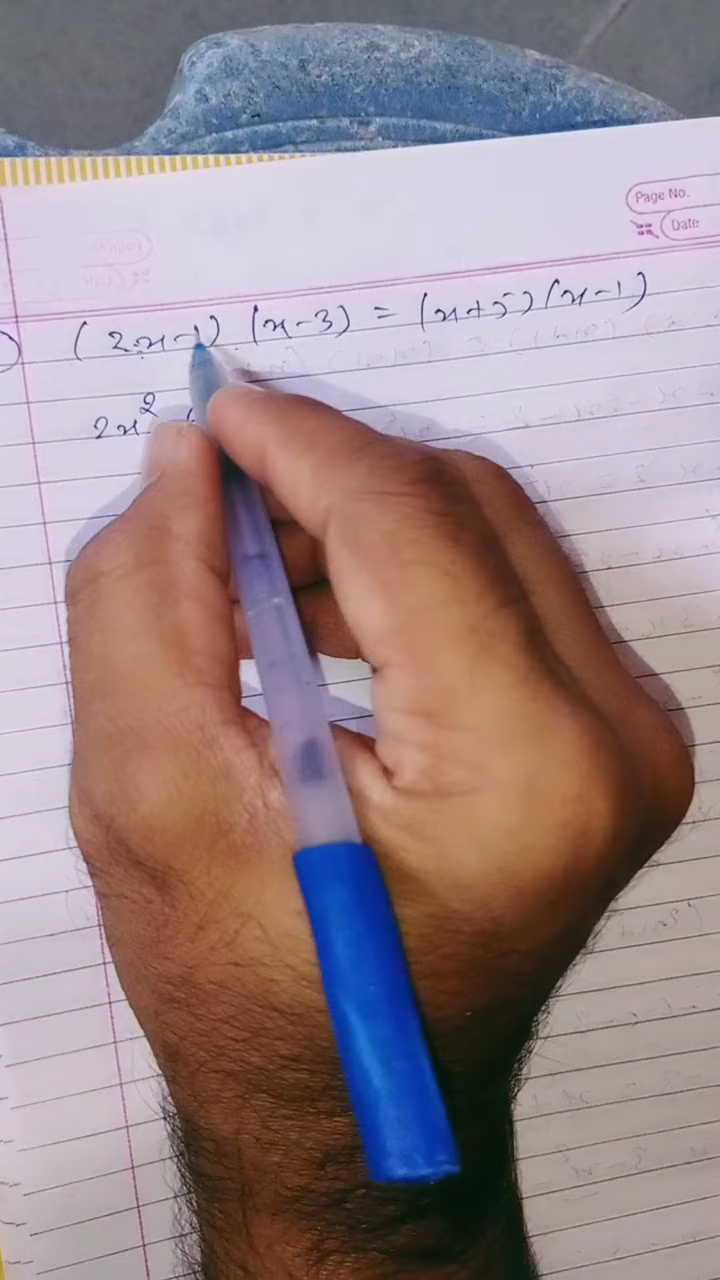 Page No.
Date
(2x-1) (x-3) = (x+5) (x-1)
2x²